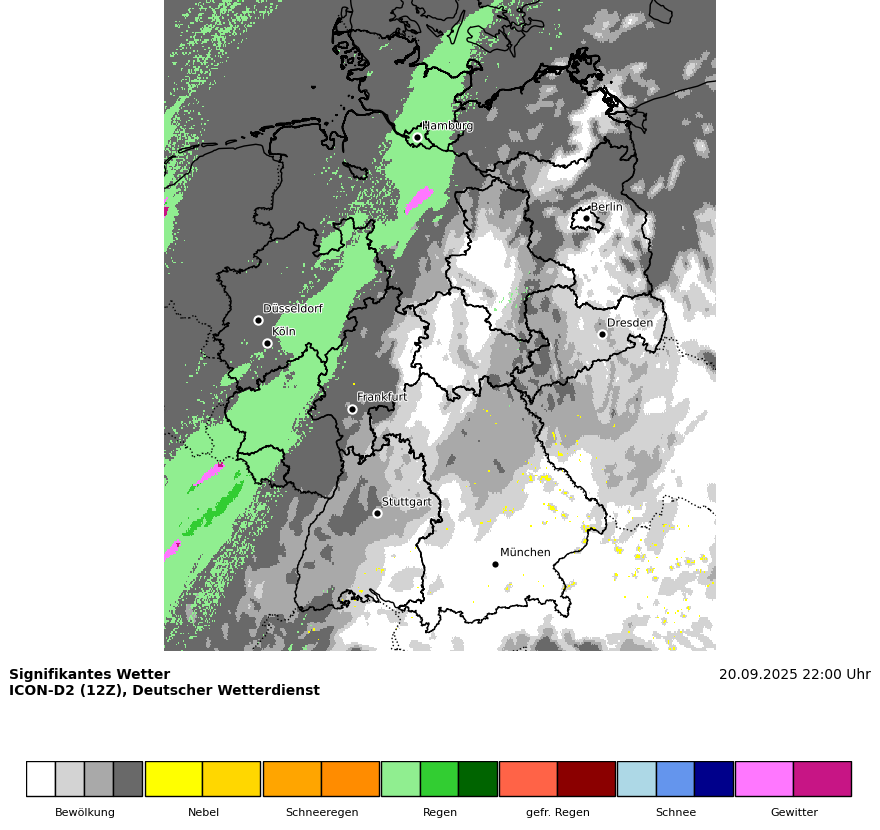 Hamburg
Berlin
Düsseldorf
Köln
Dresden
Frankfurt
Stuttgart
München
Signifikantes Wetter
20.09.2025 22:00 Uhr
ICON-D2 (12Z), Deutscher Wetterdienst
Bewölkung Nebel Schneeregen Regen gefr. Regen Schnee Gewitter